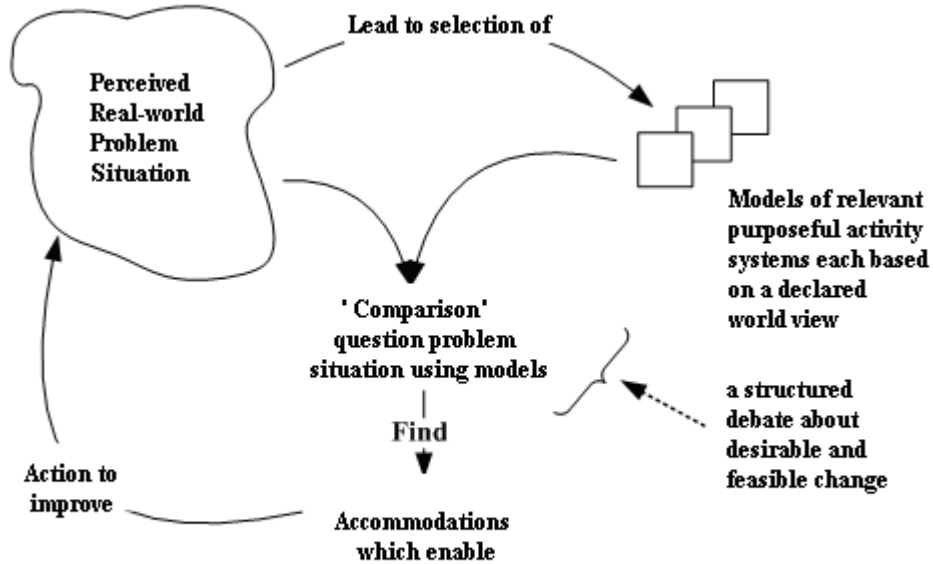 Lead to selection of
Perceived
Real-world
Problem
Situation
Models of relevant
purposeful activity
systems each based
on a declared
world view
' Comparison'
question problem
situation using models
a structured
debate about
desirable and
feasible change
Find
Action to
improve
Accommodations
which enable